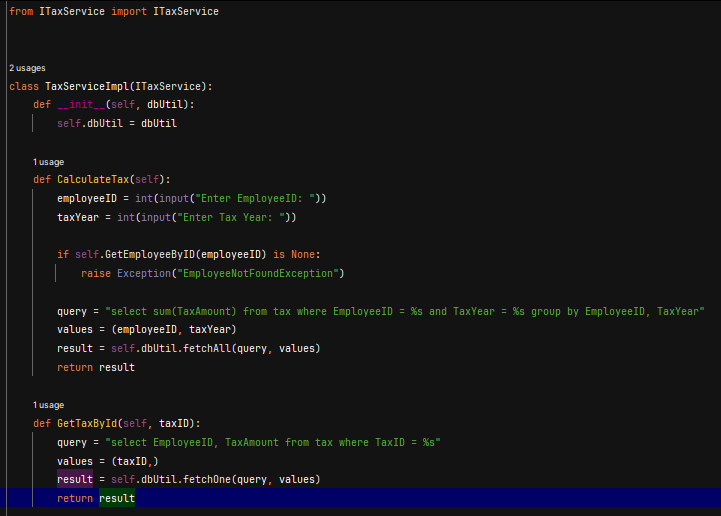 from ITaxService import ITaxService
2 usages
class TaxServiceImpl(ITaxService):
def __init__(self, dbUtil):
self.dbUtil = dbUtil
1 usage
def CalculateTax(self):
employeeID = int(input("Enter EmployeeID: "))
taxYear = int(input("Enter Tax Year: "))
if self.GetEmployeeByID(employeeID) is None:
raise Exception("EmployeeNotFoundException")
query = "select sum(TaxAmount) from tax where EmployeeID = %s and TaxYear = %s group by EmployeeID, TaxYear"
values = (employeeID, taxYear)
result = self.dbUtil.fetchAll(query, values)
return result
1 usage
def GetTaxById(self, taxID):
query = "select EmployeeID, TaxAmount from tax where TaxID = %s"
values = (taxID,)
result = self.dbUtil.fetchOne(query, values)
return result